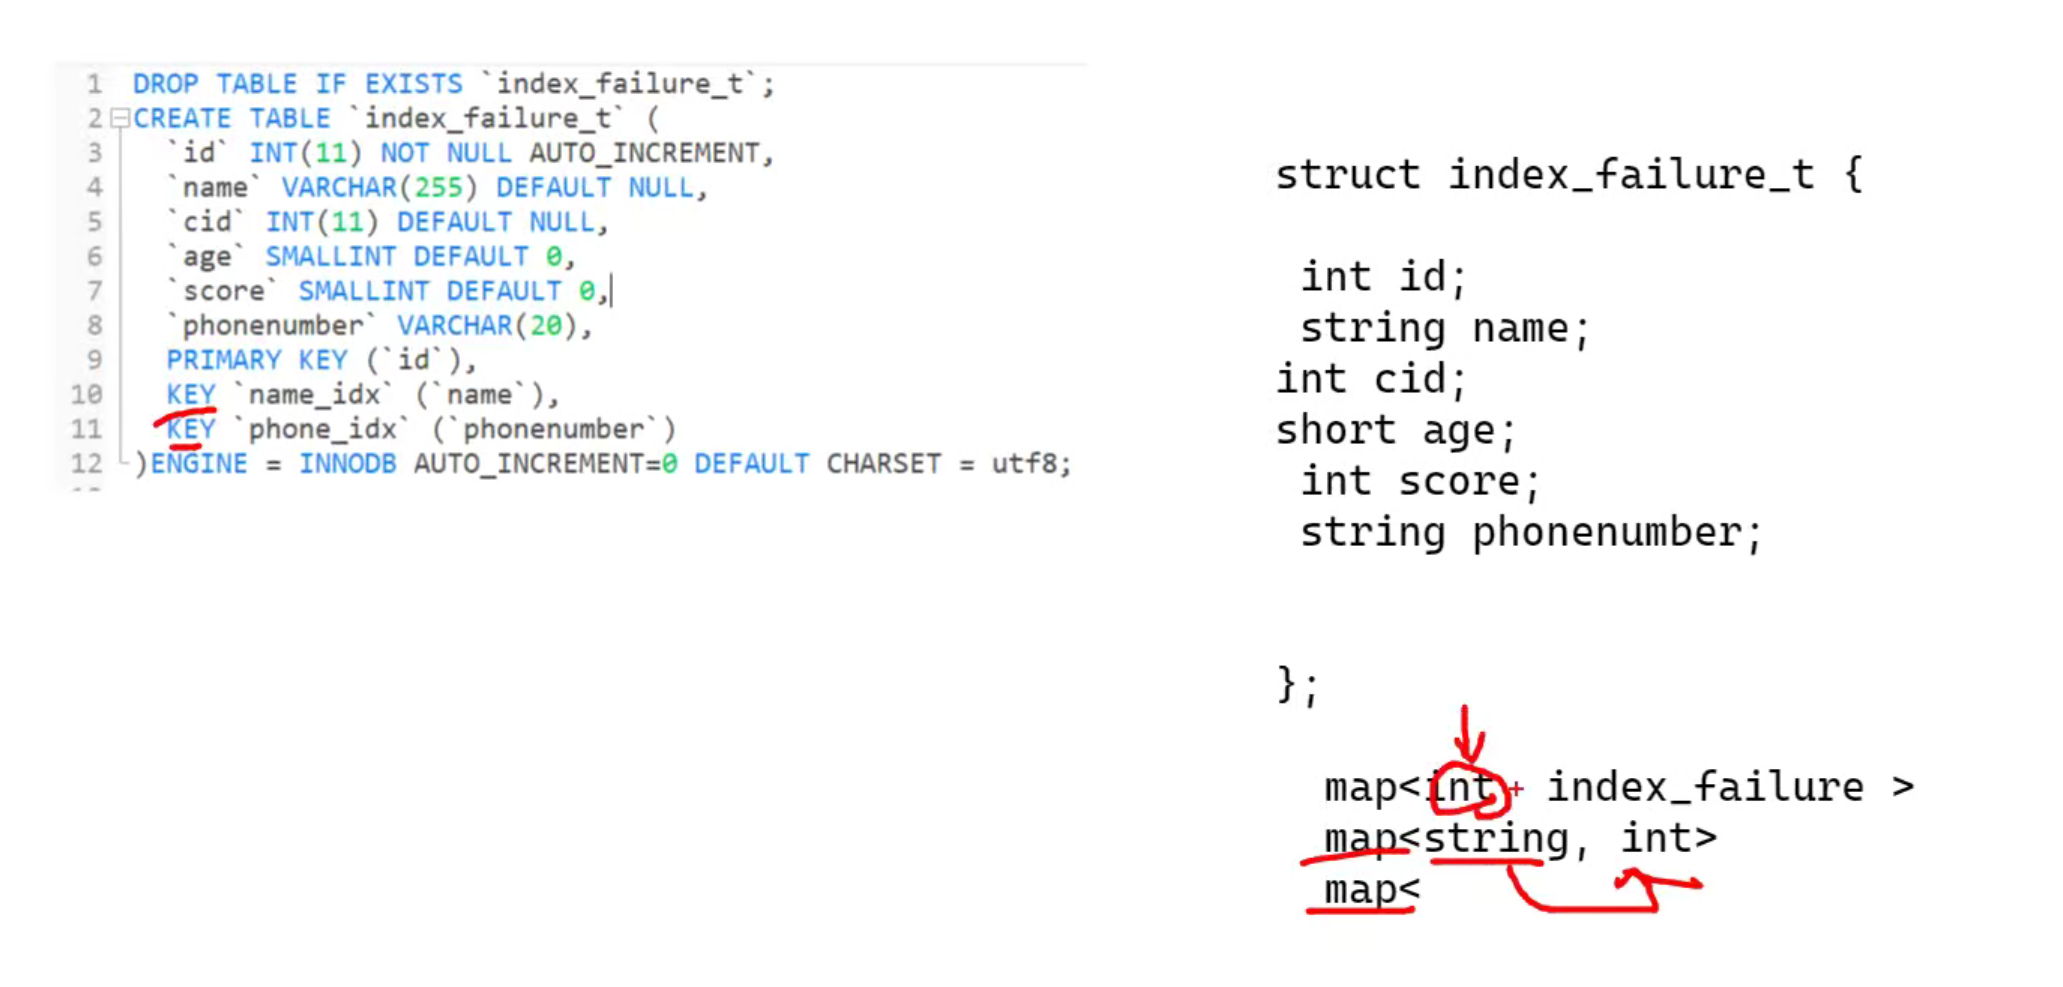 1 DROP TABLE IF EXISTS `index_failure_t`;
2 CREATE TABLE `index_failure_t` (
3 `id` INT(11) NOT NULL AUTO_INCREMENT,
4 `name` VARCHAR(255) DEFAULT NULL,
5 `cid` INT(11) DEFAULT NULL,
6 `age` SMALLINT DEFAULT 0,
7 `score` SMALLINT DEFAULT 0,
8 `phonenumber` VARCHAR(20),
9 PRIMARY KEY (`id`),
10 KEY `name_idx` (`name`),
11 KEY `phone_idx` (`phonenumber`)
12 )ENGINE = INNODB AUTO_INCREMENT=0 DEFAULT CHARSET = utf8;
struct index_failure_t {
int id;
string name;
int cid;
short age;
int score;
string phonenumber;
};
map<int index_failure >
map<string, int>
map<